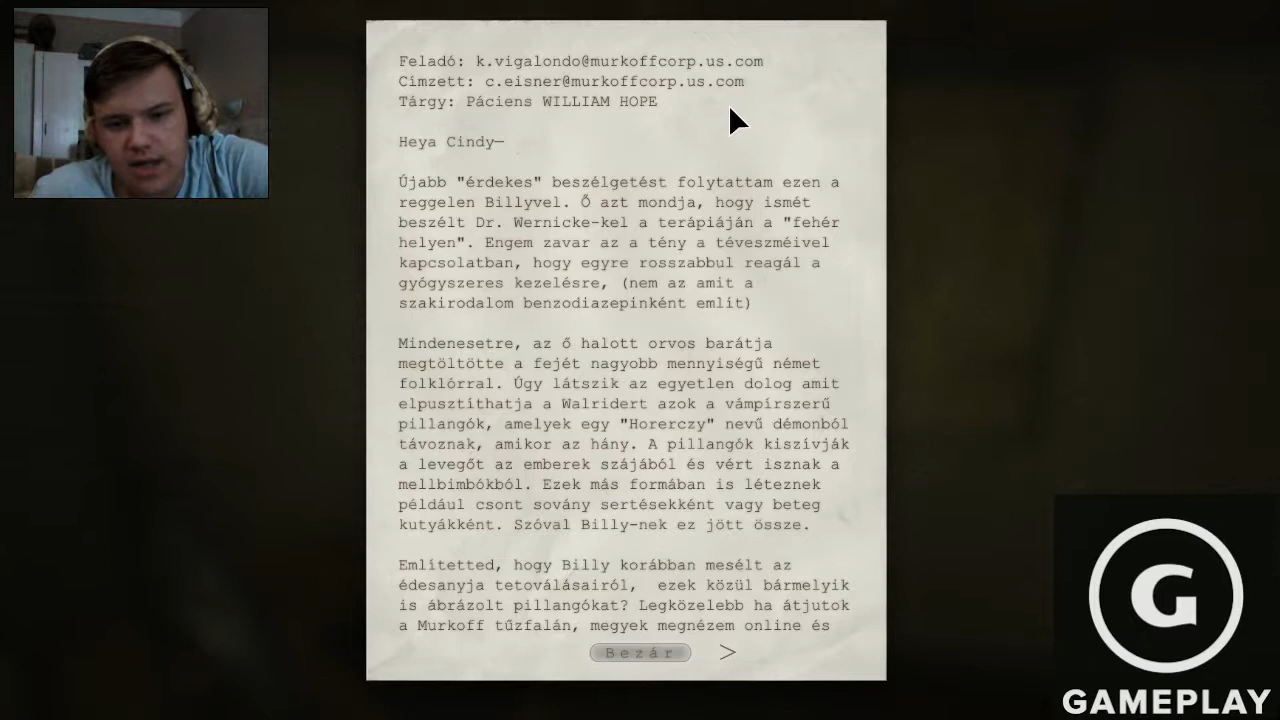 Feladó: k.vigalondo@murkoffcorp.us.com
Címzett: c.eisner@murkoffcorp.us.com
Tárgy: Páciens WILLIAM HOPE
Heya Cindy—
Újabb "érdekes" beszélgetést folytattam ezen a
reggelen Billyvel. Ő azt mondja, hogy ismét
beszélt Dr. Wernicke-kel a terápiáján a "fehér
helyen". Engem zavar az a tény a téveszméivel
kapcsolatban, hogy egyre rosszabbul reagál a
gyógyszeres kezelésre, (nem az amit a
szakirodalom benzodiazepinként említ)
Mindenesetre, az ő halott orvos barátja
megtöltötte a fejét nagyobb mennyiségű német
folklórral. Úgy látszik az egyetlen dolog amit
elpusztíthatja a Walridert azok a vámpírszerű
pillangók, amelyek egy "Horerczy" nevű démonból
távoznak, amikor az hány. A pillangók kiszívják
a levegőt az emberek szájából és vért isznak a
mellbimbókból. Ezek más formában is léteznek
például csont sovány sertésekként vagy beteg
kutyákként. Szóval Billy-nek ez jött össze.
Említetted, hogy Billy korábban mesélt az
édesanyja tetoválásairól,  ezek közül bármelyik
is ábrázolt pillangókat? Legközelebb ha átjutok
a Murkoff tűzfalán, megyek megnézem online és
Bezár >
G
GAMEPLAY